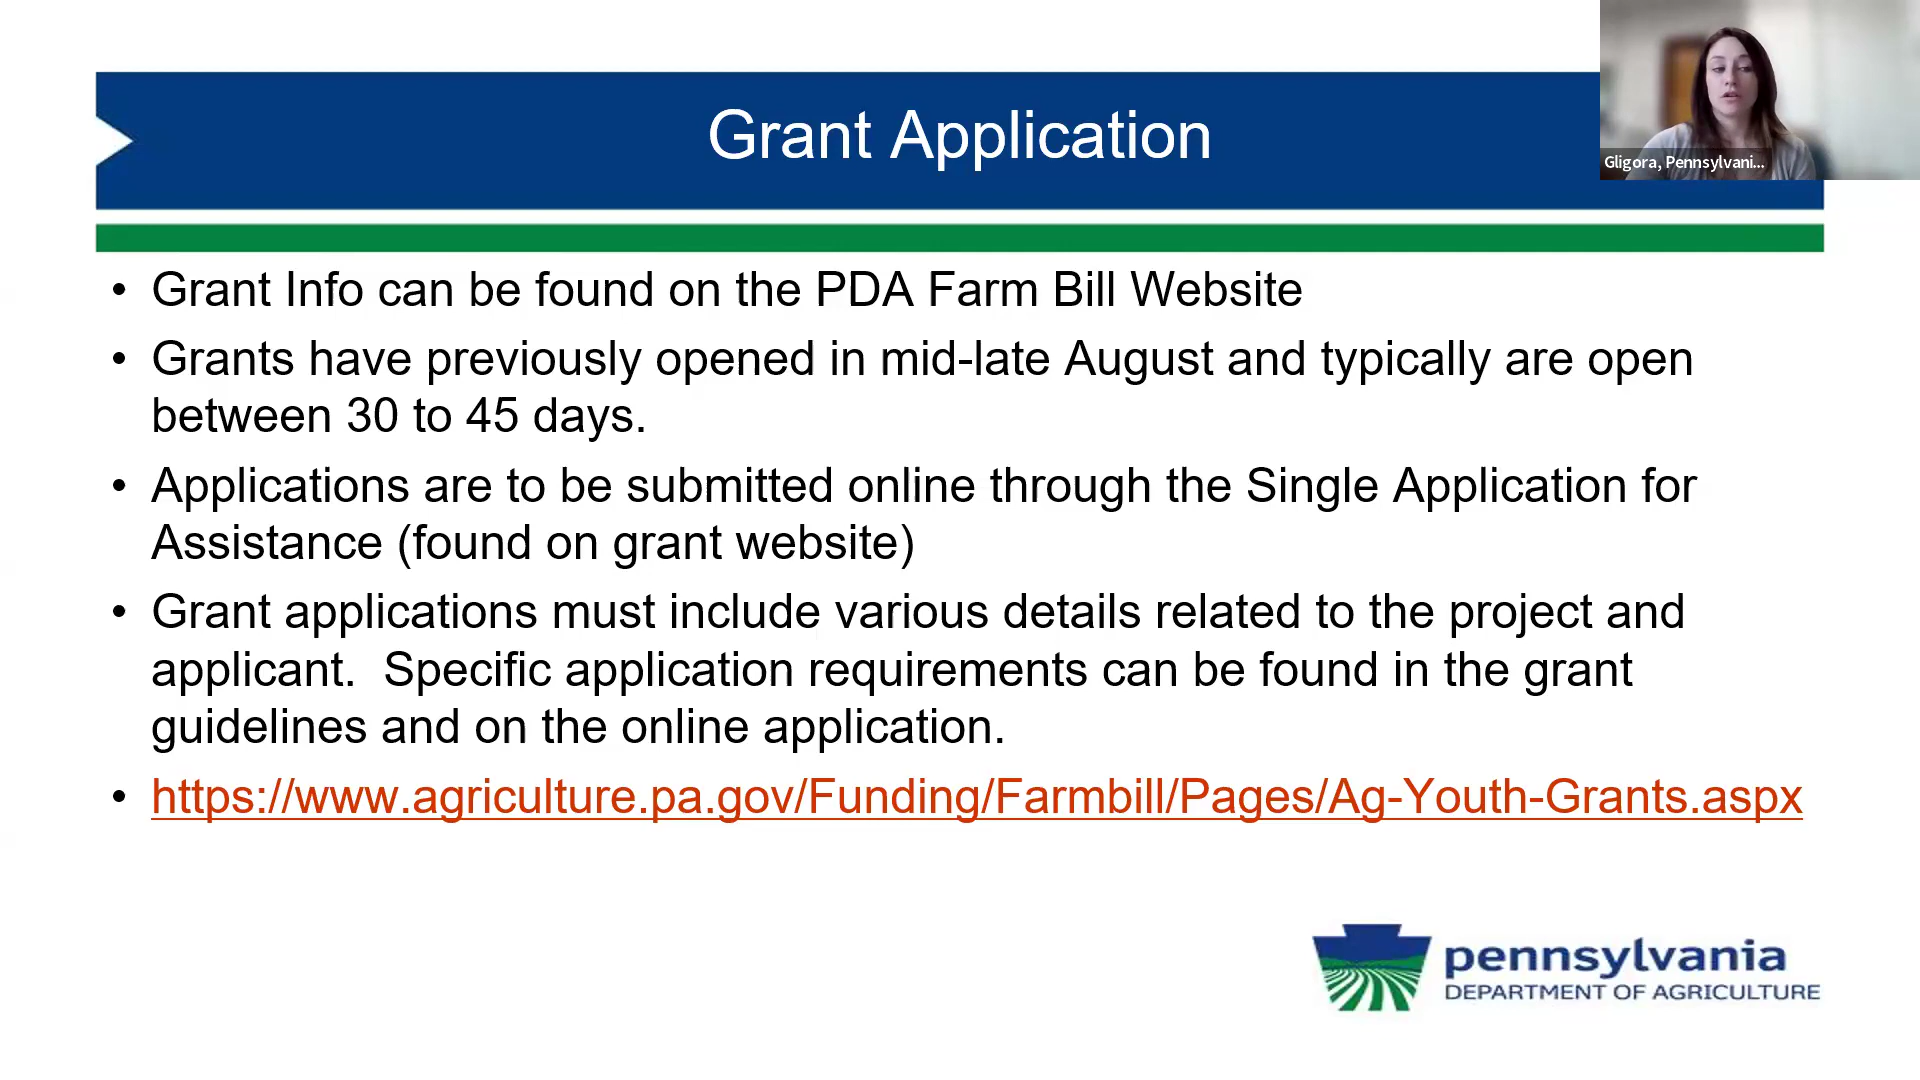 Grant Application
Gligora, Pennsylvani...
• Grant Info can be found on the PDA Farm Bill Website
• Grants have previously opened in mid-late August and typically are open
between 30 to 45 days.
• Applications are to be submitted online through the Single Application for
Assistance (found on grant website)
• Grant applications must include various details related to the project and
applicant.  Specific application requirements can be found in the grant
guidelines and on the online application.
• https://www.agriculture.pa.gov/Funding/Farmbill/Pages/Ag-Youth-Grants.aspx
pennsylvania
DEPARTMENT OF AGRICULTURE